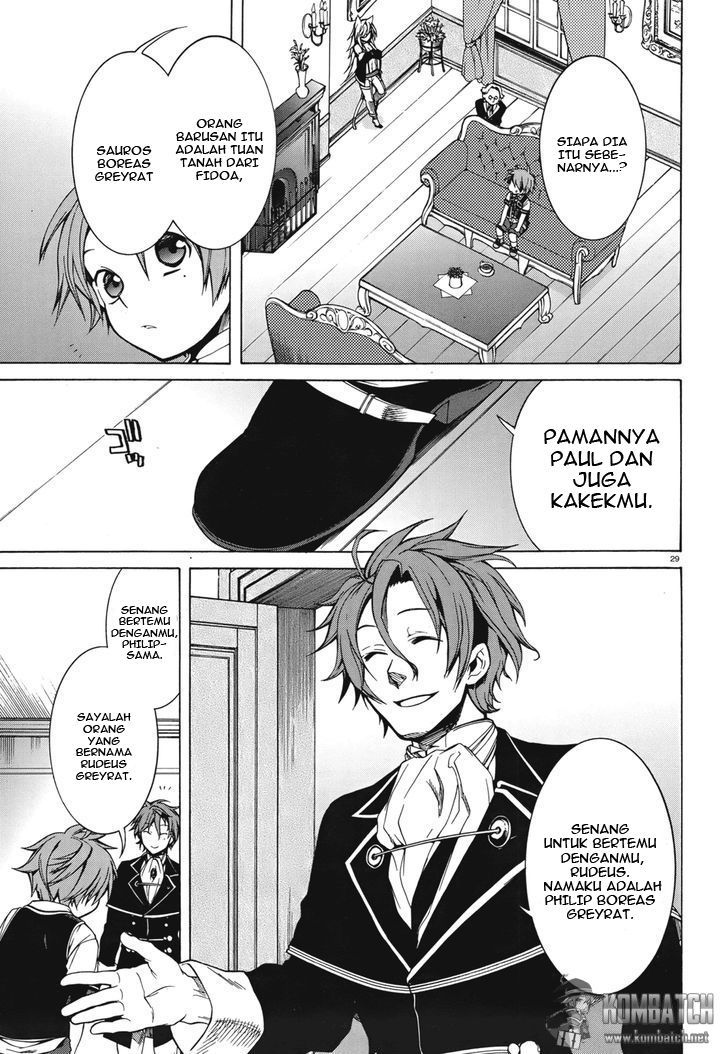 SIAPA DIA
ITU SEBE-
NARNYA...?
ORANG
BARUSAN ITU
ADALAH TUAN
TANAH DARI
FIDOA,
SAUROS
BOREAS
GREYRAT
PAMANNYA
PAUL DAN
JUGA
KAKEKMU.
ゴッ
29
SENANG
UNTUK BERTEMU
DENGANMU,
RUDEUS.
NAMAKU ADALAH
PHILIP BOREAS
GREYRAT.
SENANG
BERTEMU
DENGANMU,
PHILIP-
SAMA.
SAYALAH
ORANG
YANG
BERNAMA
RUDEUS
GREYRAT.
KOMBATCH
www.kombatch.net